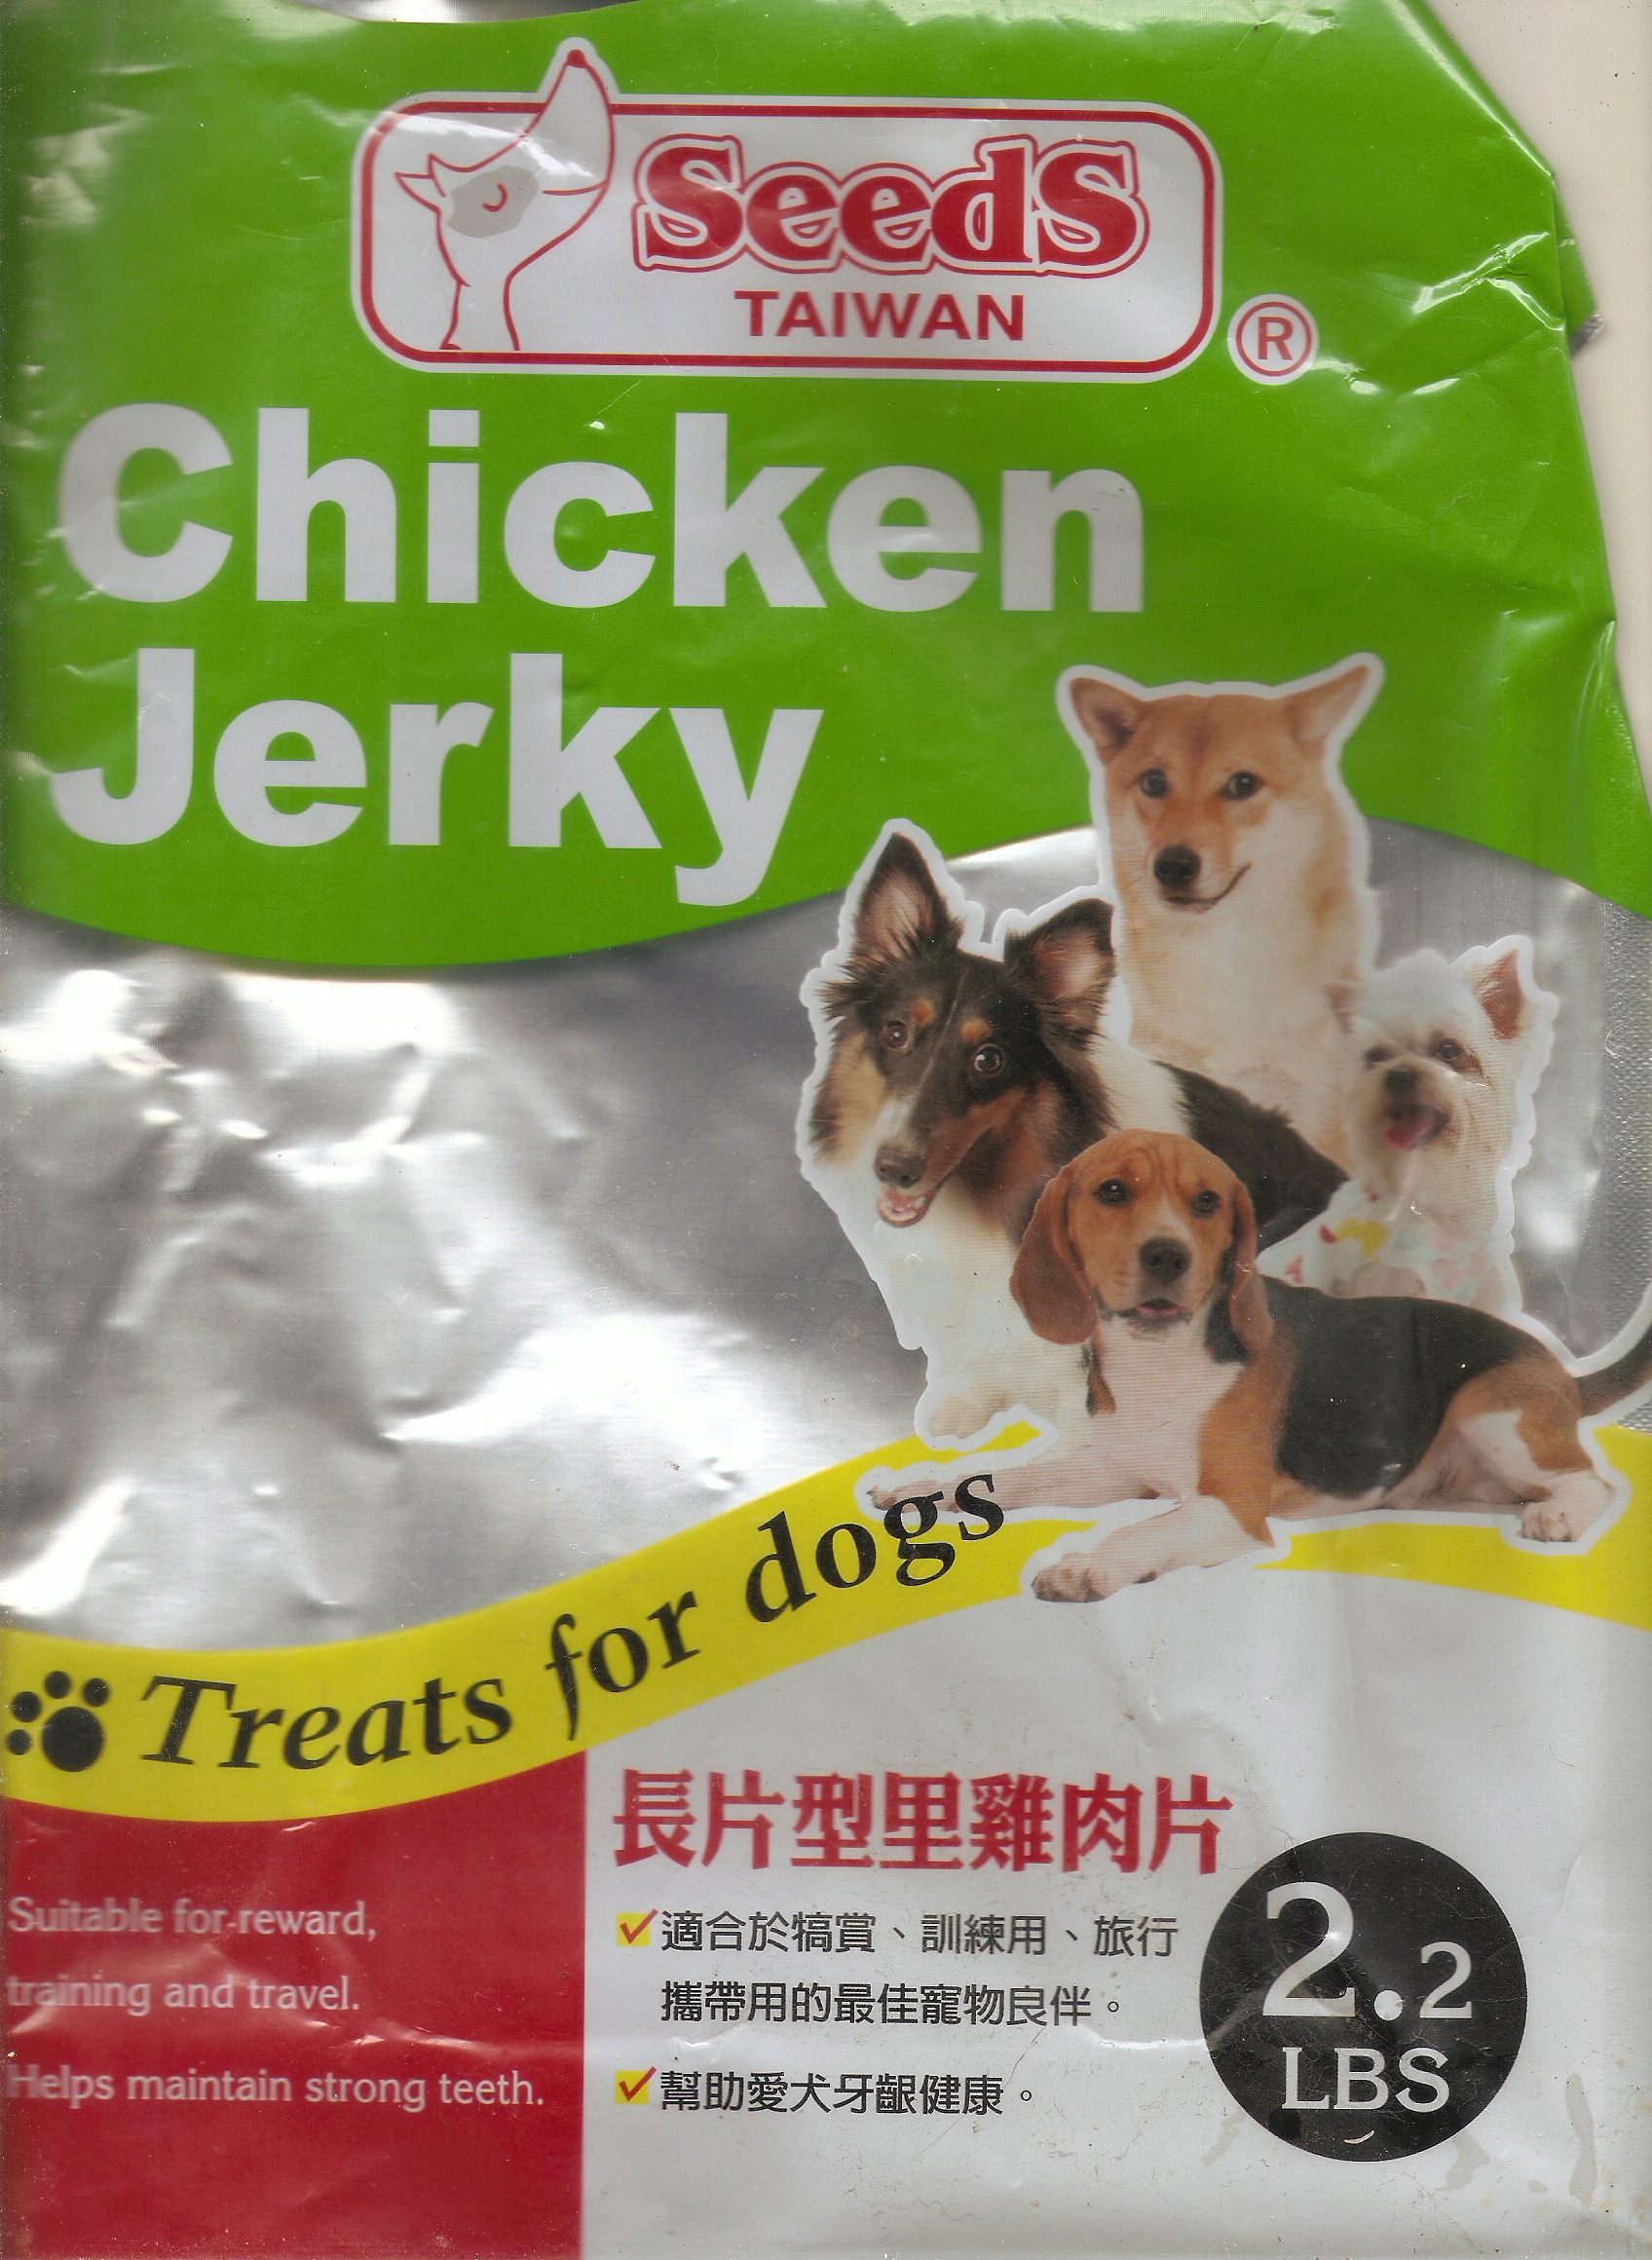 SeedS
TAIWAN
®
Chicken
Jerky
Treats for dogs
Suitable for reward,
training and travel.
Helps maintain strong teeth.
長片型里雞肉片
適合於犒賞、訓練用、旅行
攜帶用的最佳寵物良伴。
幫助愛犬牙齦健康。
2.2
LBS